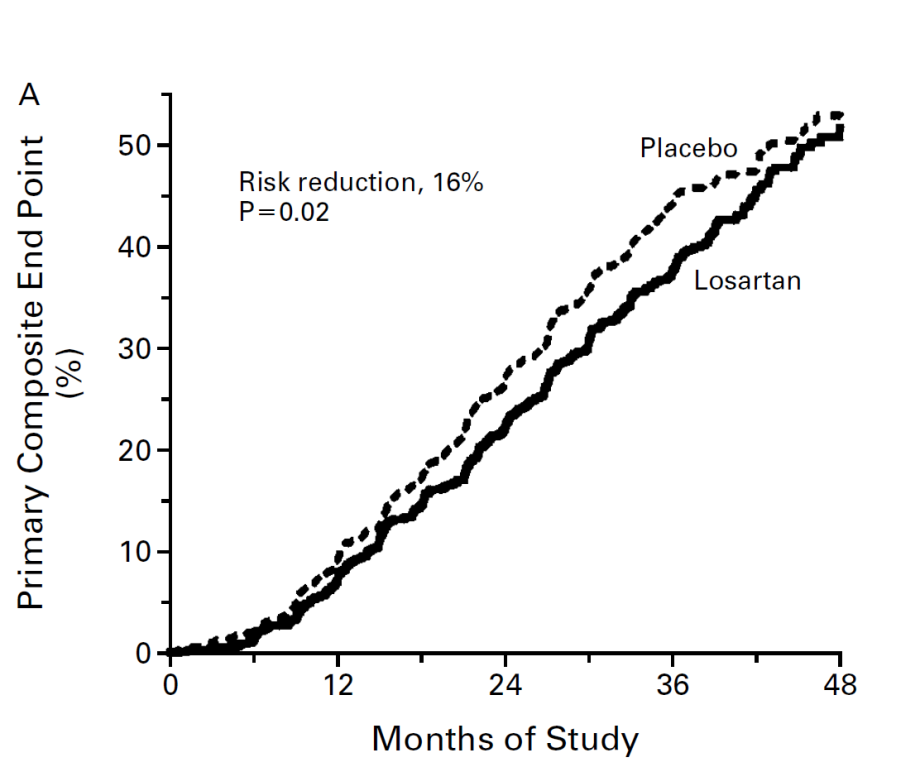 A
Primary Composite End Point
(%)
50
40
30
20
10
0
Risk reduction, 16%
P=0.02
Placebo
Losartan
0 12 24 36 48
Months of Study